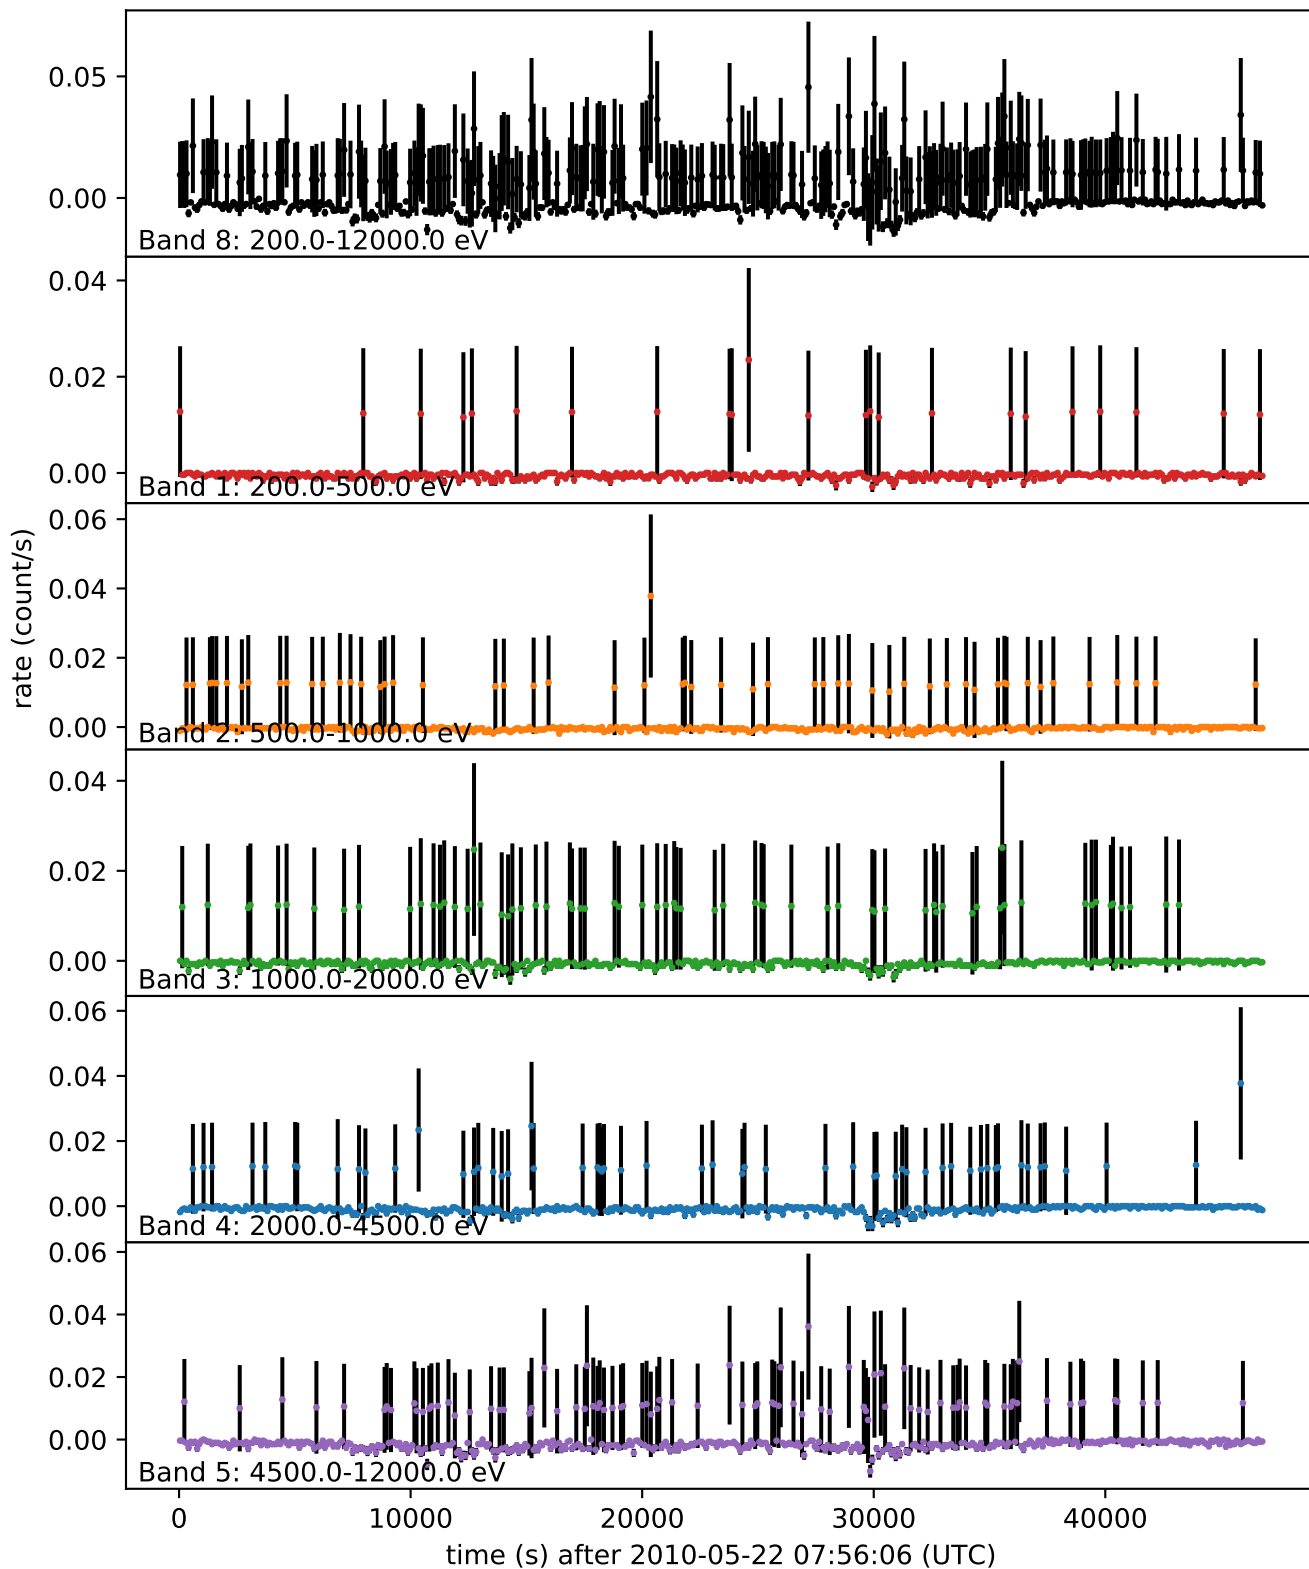 0.05
0.00
Band 8: 200.0-12000.0 eV
0.04
0.02
0.00
Band 1: 200.0-500.0 eV
0.06
0.04
0.02
0.00
Band 2: 500.0-1000.0 eV
rate (count/s)
0.04
0.02
0.00
Band 3: 1000.0-2000.0 eV
0.06
0.04
0.02
0.00
Band 4: 2000.0-4500.0 eV
0.06
0.04
0.02
0.00
Band 5: 4500.0-12000.0 eV
0 10000 20000 30000 40000
time (s) after 2010-05-22 07:56:06 (UTC)